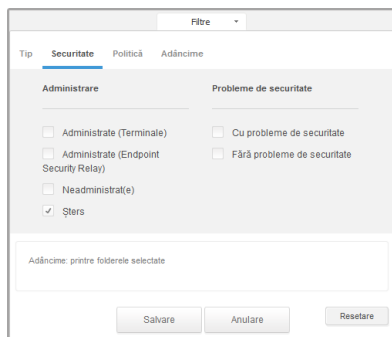 Filtre
Tip Securitate Politică Adâncime
Administrare
Probleme de securitate
Administrate (Terminale)
Cu probleme de securitate
Administrate (Endpoint
Security Relay)
Fără probleme de securitate
Neadministrat(e)
Șters
Adâncime: printre folderele selectate
Salvare Anulare Resetare